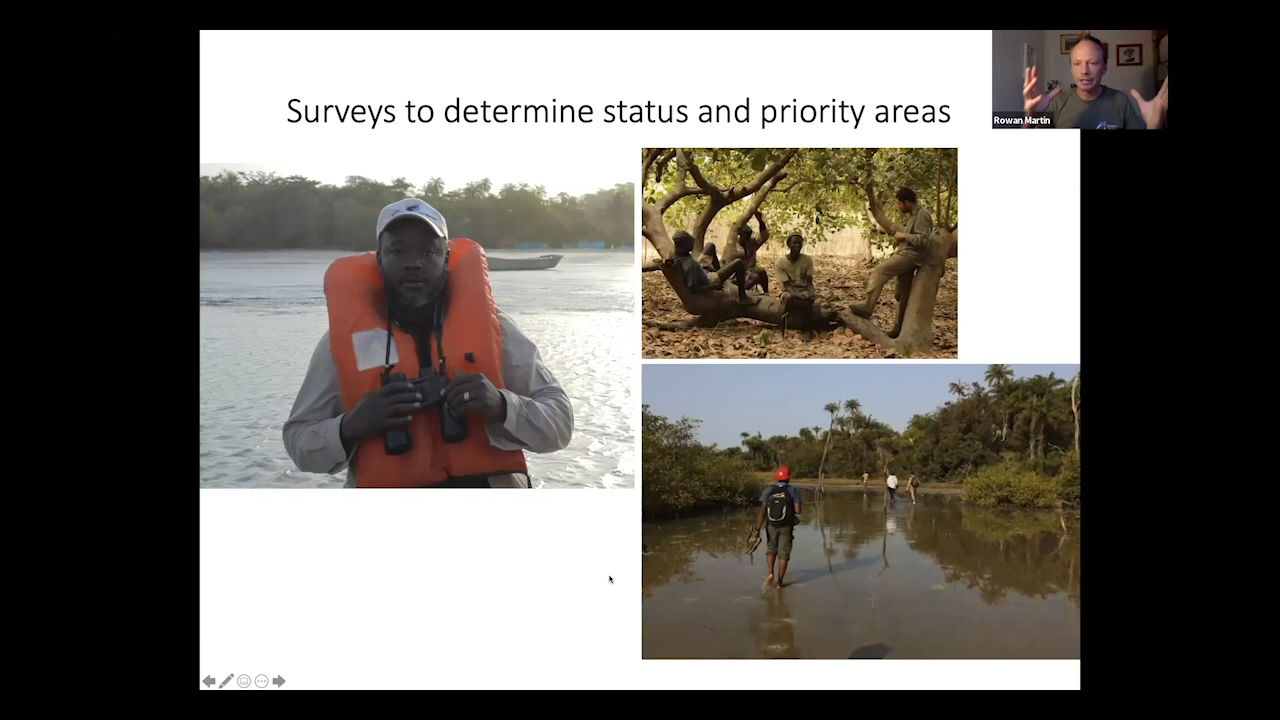 Surveys to determine status and priority areas
Rowan Martin